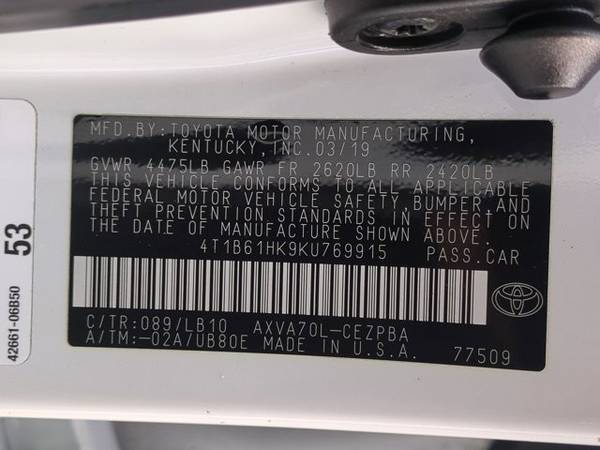 MFD.BY:TOYOTA MOTOR MANUFACTURING,
KENTUCKY,INC.03/19
GVWR 4475LB GAWR FR 2620LB RR 2420LB
THIS VEHICLE CONFORMS TO ALL APPLICABLE
FEDERAL MOTOR VEHICLE SAFETY,BUMPER,AND
THEFT PREVENTION STANDARDS IN EFFECT ON
THE DATE OF MANUFACTURE SHOWN ABOVE.
4T1B61HK9KU769915 PASS.CAR
C/TR:089/LB10 AXVA70L-CEZPBA
A/TM:-02A/UB80E MADE IN U.S.A. 77509
53
42661-06B50